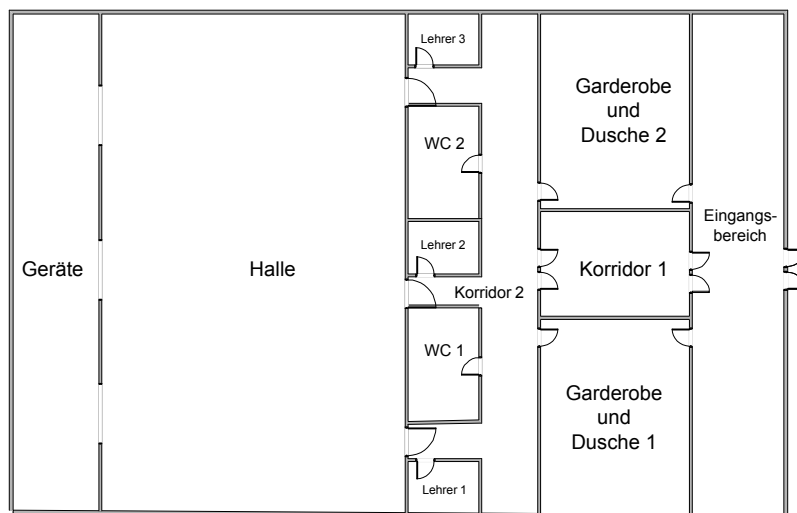 Lehrer 3
Garderobe
und
Dusche 2
WC 2
Eingangs-
bereich
Lehrer 2
Geräte
Halle
Korridor 1
Korridor 2
WC 1
Garderobe
und
Dusche 1
Lehrer 1